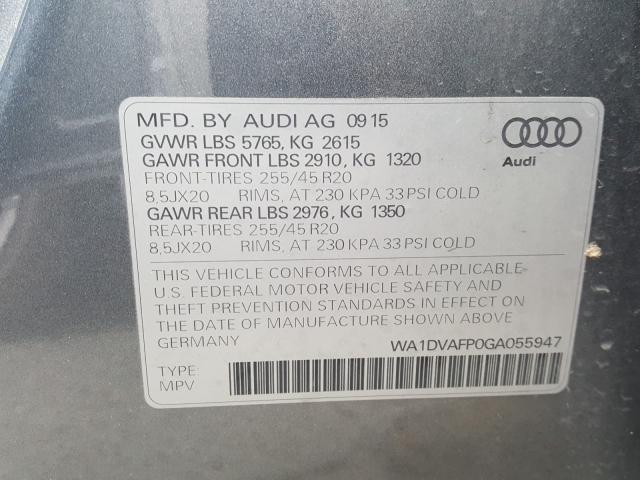 MFD. BY AUDI AG 09 15
GVWR LBS 5765, KG 2615
GAWR FRONT LBS 2910, KG 1320
FRONT-TIRES 255/45 R20
8,5JX20 RIMS, AT 230 KPA 33 PSI COLD
GAWR REAR LBS 2976, KG 1350
REAR-TIRES 255/45 R20
8,5JX20 RIMS, AT 230 KPA 33 PSI COLD
Audi
THIS VEHICLE CONFORMS TO ALL APPLICABLE
U.S. FEDERAL MOTOR VEHICLE SAFETY AND
THEFT PREVENTION STANDARDS IN EFFECT ON
THE DATE OF MANUFACTURE SHOWN ABOVE
GERMANY
WA1DVAFP0GA055947
TYPE:
MPV